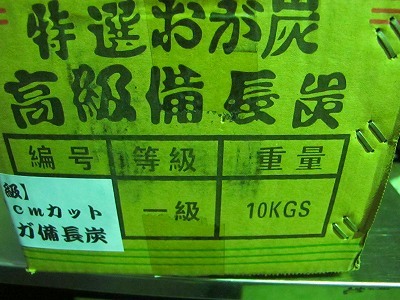 特選おが炭
高級備長炭
編号 等級 重量
一級 10KGS
級】
cmカット
ガ備長炭